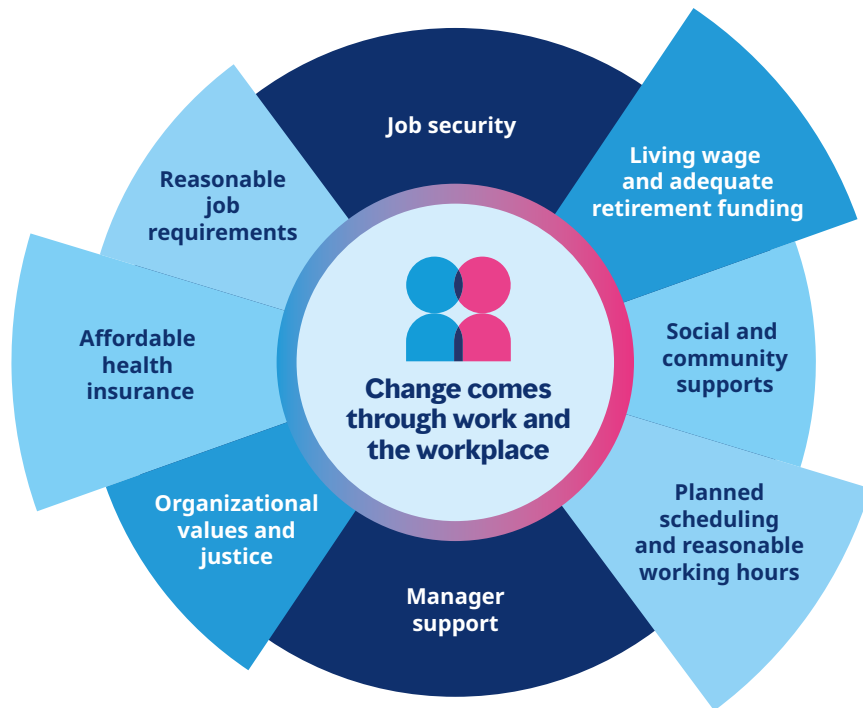 Job security
Living wage
and adequate
retirement funding
Social and
community
supports
Planned
scheduling
and reasonable
working hours
Manager
support
Organizational
values and
justice
Affordable
health
insurance
Reasonable
job
requirements
Change comes
through work and
the workplace